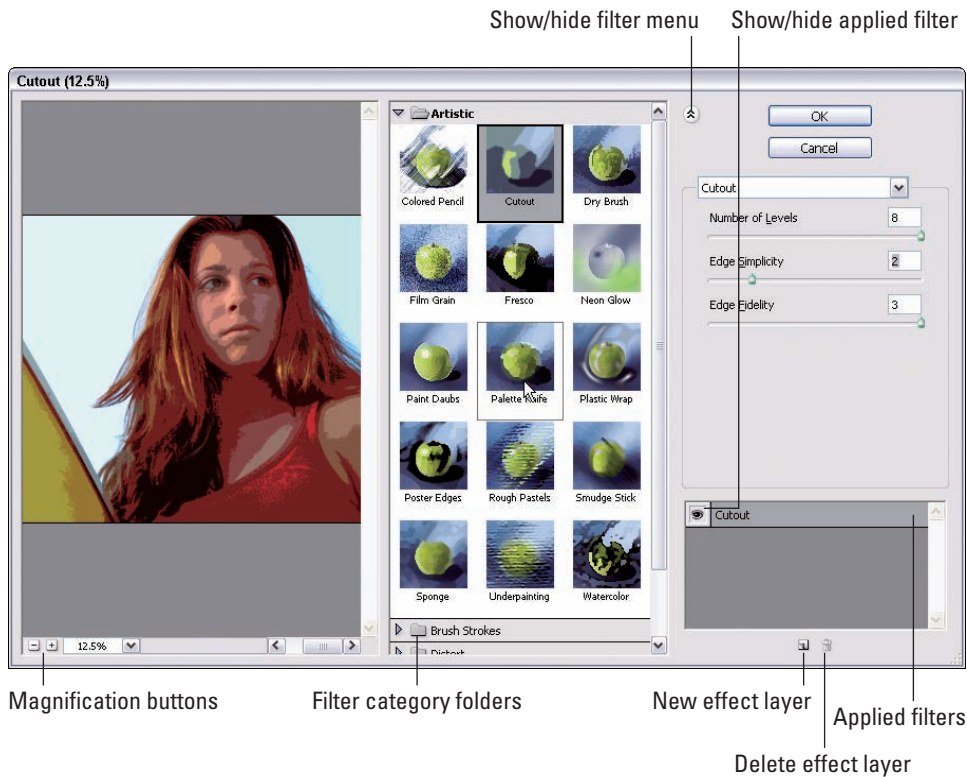 Show/hide filter menu
Show/hide applied filter
Cutout (12.5%)
Artistic
Colored Pencil
Cutout
Dry Brush
Film Grain
Fresco
Neon Glow
Paint Daubs
Palette Knife
Plastic Wrap
Poster Edges
Rough Pastels
Smudge Stick
Sponge
Underpainting
Watercolor
Brush Strokes
Distort
OK
Cancel
Cutout
Number of Levels 8
Edge Simplicity 2
Edge Fidelity 3
Cutout
12.5%
Magnification buttons
Filter category folders
New effect layer
Applied filters
Delete effect layer